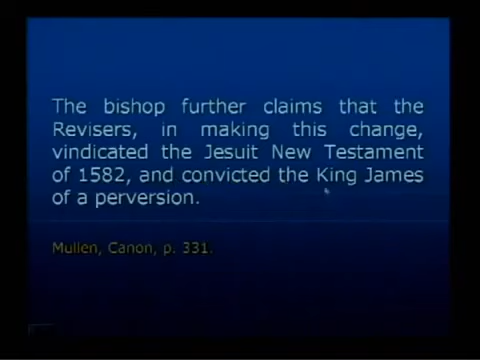 The bishop further claims that the
Revisers, in making this change,
vindicated the Jesuit New Testament
of 1582, and convicted the King James
of a perversion.
Mullen, Canon, p. 331.